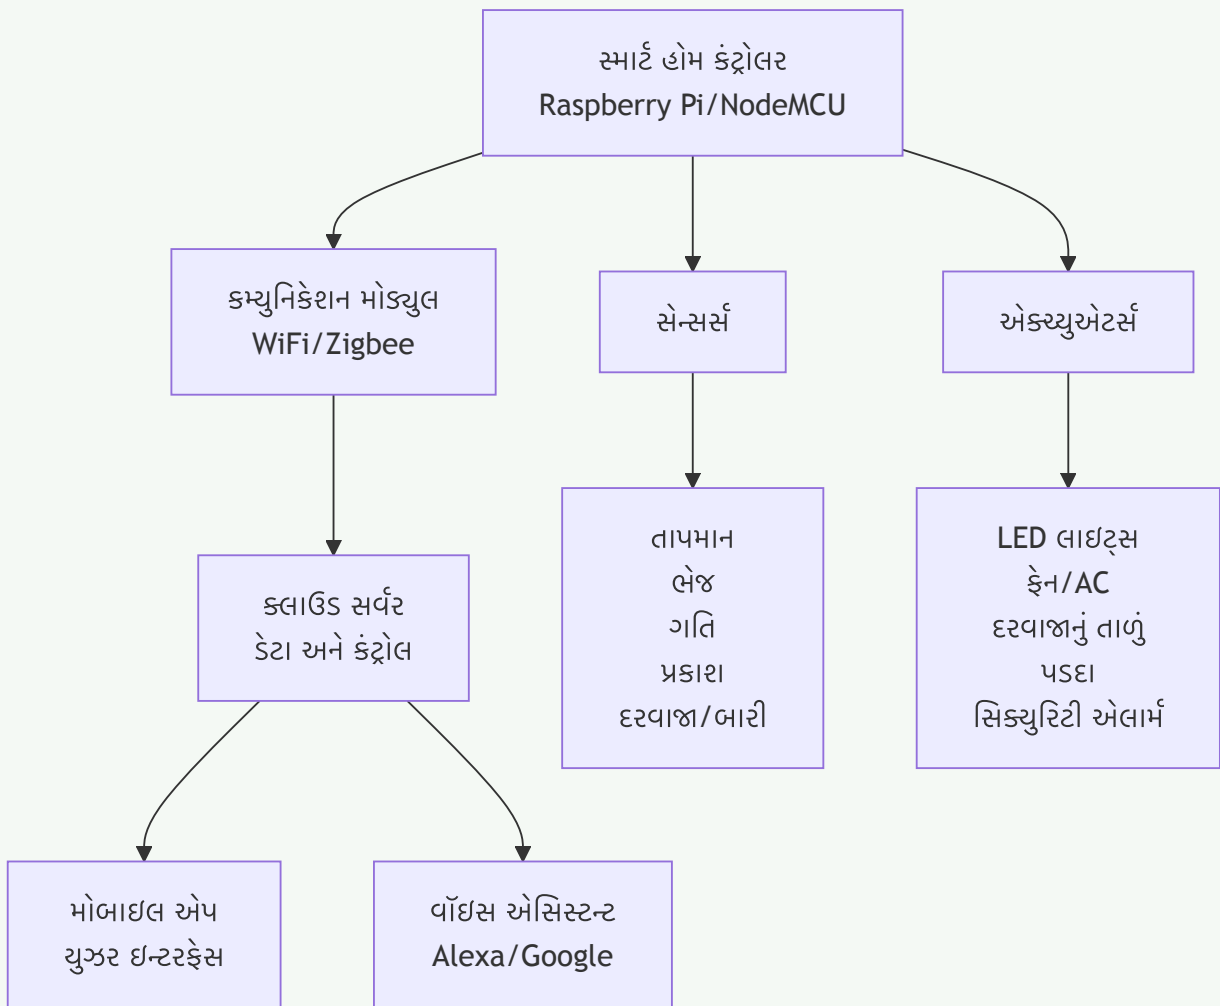 સ્માર્ટ હોમ કંટ્રોલર
Raspberry Pi/NodeMCU
કમ્યુનિકેશન મોડ્યુલ
WiFi/Zigbee
સેન્સર્સ
એક્ચ્યુએટર્સ
ક્લાઉડ સર્વર
ડેટા અને કંટ્રોલ
તાપમાન
ભેજ
ગતિ
પ્રકાશ
દરવાજા/બારી
LED લાઇટ્સ
ફેન/AC
દરવાજાનું તાળું
પડદા
સિક્યુરિટી એલાર્મ
મોબાઇલ એપ
યુઝર ઇન્ટરફેસ
વૉઇસ એસિસ્ટન્ટ
Alexa/Google